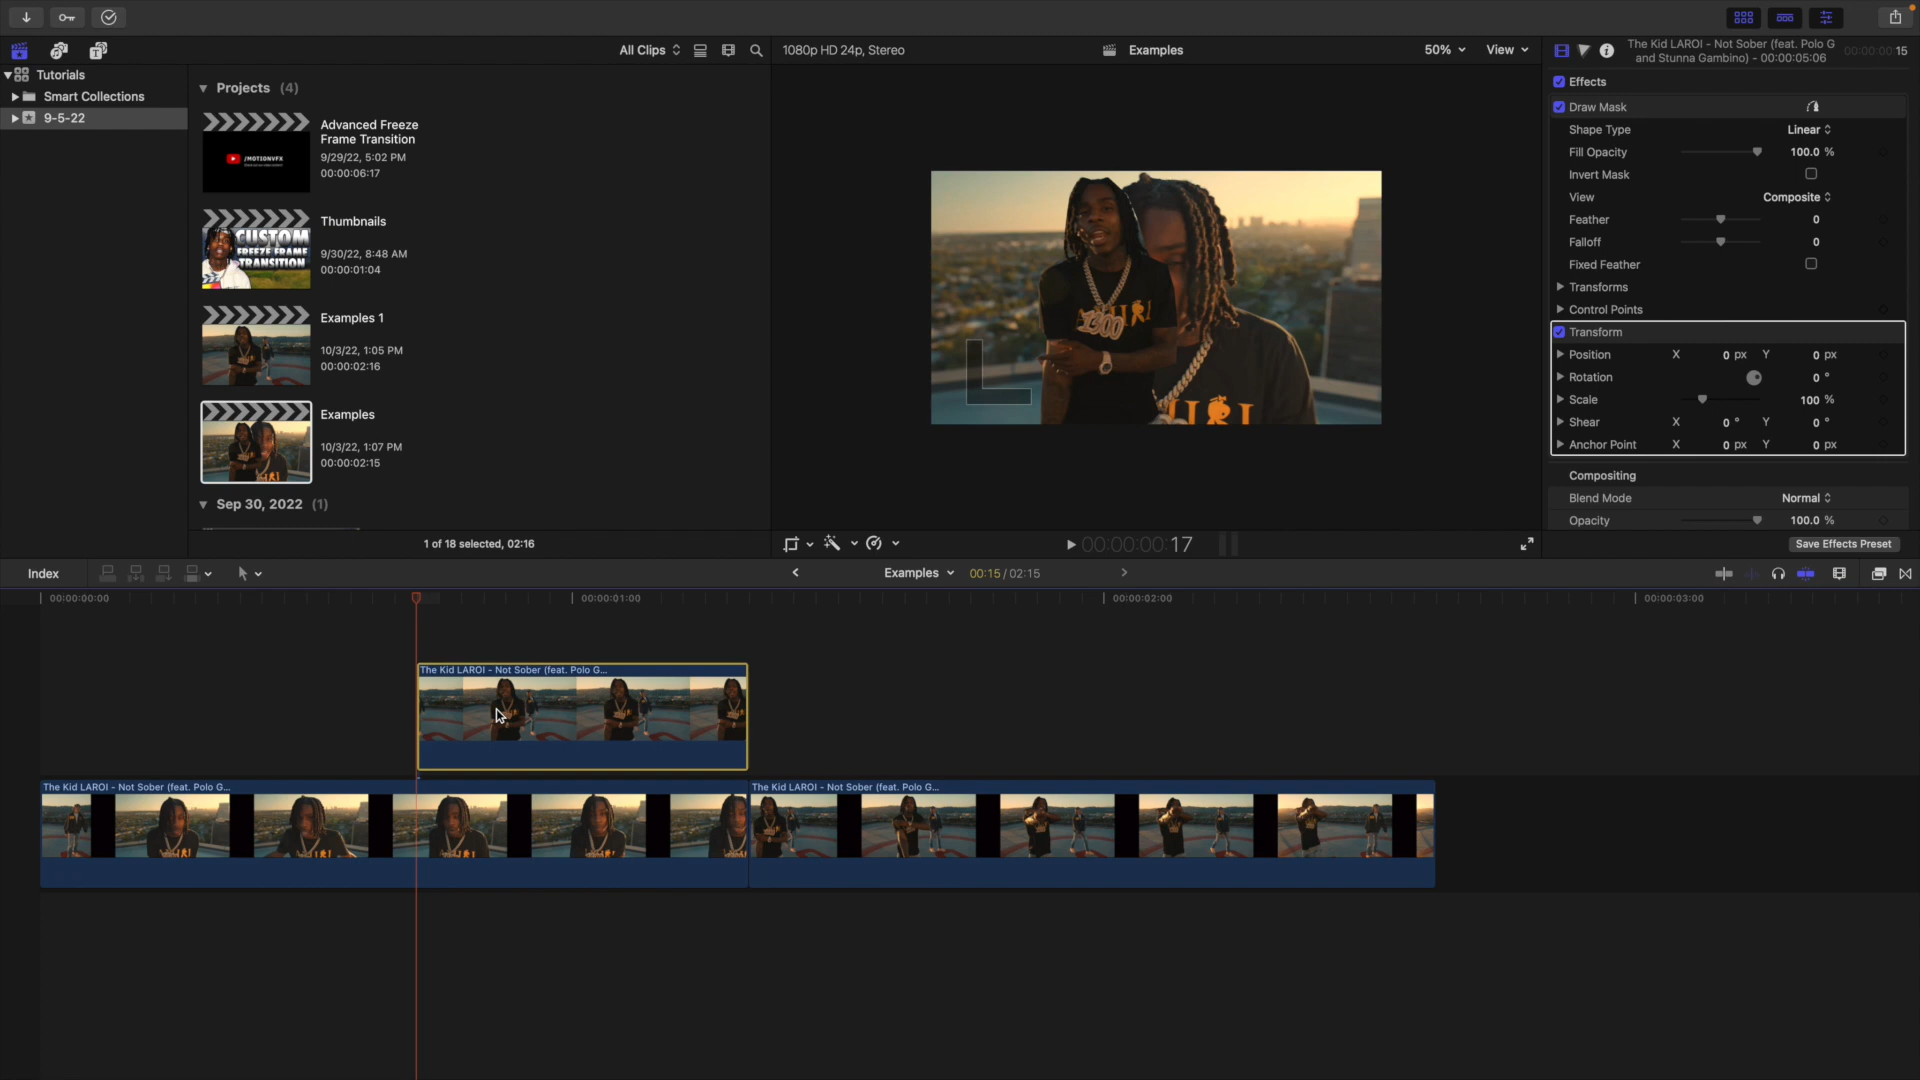 All Clips
1080p HD 24p, Stereo
Examples
50%
View
The Kid LAROI - Not Sober (feat. Polo G
and Stunna Gambino) - 00:00:05:06
00:00:00:15
Tutorials
Smart Collections
9-5-22
Projects (4)
Advanced Freeze
Frame Transition
9/29/22, 5:02 PM
00:00:06:17
/MOTIONVFX
Thumbnails
9/30/22, 8:48 AM
00:00:01:04
CUSTOM
FREEZE FRAME
TRANSITION
Examples 1
10/3/22, 1:05 PM
00:00:02:16
Examples
10/3/22, 1:07 PM
00:00:02:15
Sep 30, 2022 (1)
1 of 18 selected, 02:16
00:00:00:17
Effects
Draw Mask
Shape Type Linear
Fill Opacity 100.0 %
Invert Mask
View Composite
Feather 0
Falloff 0
Fixed Feather
Transforms
Control Points
Transform
Position X 0 px Y 0 px
Rotation 0 °
Scale 100 %
Shear X 0 ° Y 0 °
Anchor Point X 0 px Y 0 px
Compositing
Blend Mode Normal
Opacity 100.0 %
Save Effects Preset
Index
Examples 00:15 / 02:15
00:00:00:00 00:00:01:00 00:00:02:00 00:00:03:00
The Kid LAROI - Not Sober (feat. Polo G...
The Kid LAROI - Not Sober (feat. Polo G...
The Kid LAROI - Not Sober (feat. Polo G...